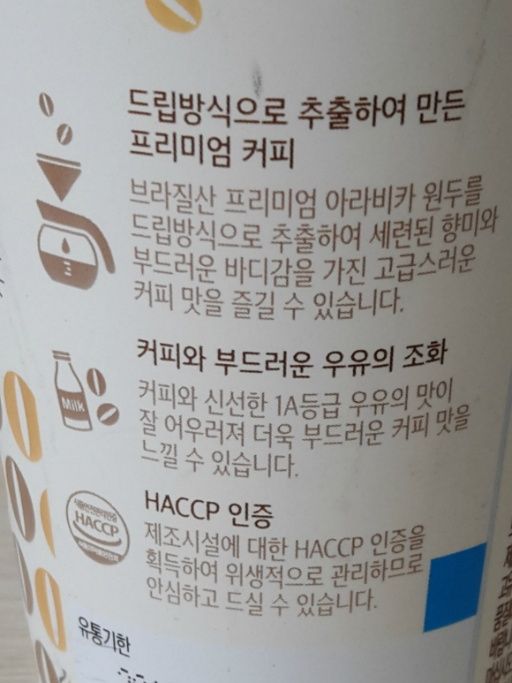 드립방식으로 추출하여 만든
프리미엄 커피
브라질산 프리미엄 아라비카 원두를
드립방식으로 추출하여 세련된 향미와
부드러운 바디감을 가진 고급스러운
커피 맛을 즐길 수 있습니다.
커피와 부드러운 우유의 조화
Milk
커피와 신선한 1A등급 우유의 맛이
잘 어우러져 더욱 부드러운 커피 맛을
느낄 수 있습니다.
HACCP 인증
HACCP
제조시설에 대한 HACCP 인증을
획득하여 위생적으로 관리하므로
안심하고 드실 수 있습니다.
유통기한